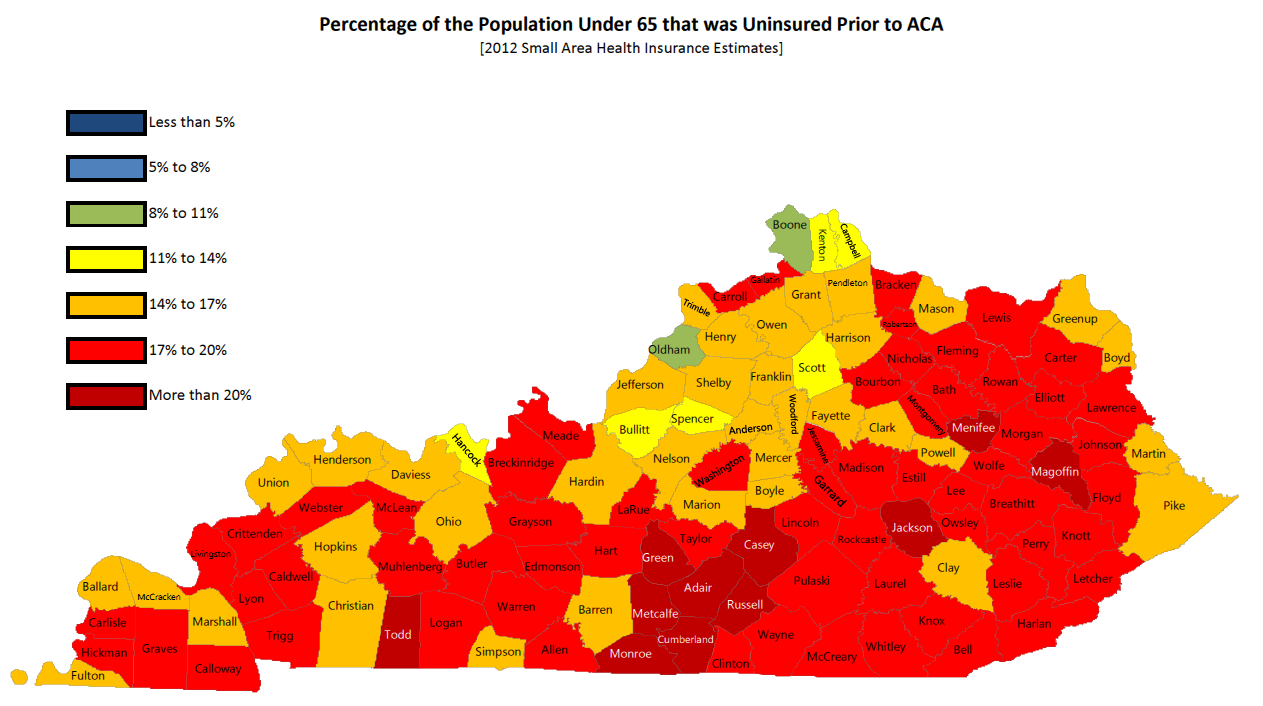 Percentage of the Population Under 65 that was Uninsured Prior to ACA
[2012 Small Area Health Insurance Estimates]
Less than 5%
5% to 8%
8% to 11%
11% to 14%
14% to 17%
17% to 20%
More than 20%
Boone
Kenton
Campbell
Gallatin
Carroll
Trimble
Grant
Pendleton
Bracken
Mason
Lewis
Greenup
Robertson
Owen
Henry
Harrison
Oldham
Nicholas
Fleming
Carter
Boyd
Scott
Franklin
Shelby
Jefferson
Bourbon
Bath
Rowan
Elliott
Lawrence
Montgomery
Woodford
Fayette
Spencer
Bullitt
Anderson
Clark
Menifee
Morgan
Johnson
Martin
Jessamine
Powell
Hancock
Meade
Breckinridge
Nelson
Washington
Mercer
Madison
Estill
Wolfe
Magoffin
Floyd
Pike
Henderson
Daviess
Union
Hardin
Boyle
Garrard
Lee
Breathitt
Webster
McLean
Ohio
Grayson
LaRue
Marion
Lincoln
Rockcastle
Jackson
Owsley
Perry
Knott
Crittenden
Livingston
Hopkins
Muhlenberg
Butler
Edmonson
Hart
Green
Taylor
Casey
Clay
Leslie
Letcher
Caldwell
Lyon
Ballard
McCracken
Adair
Pulaski
Laurel
Carlisle
Marshall
Christian
Todd
Logan
Warren
Barren
Metcalfe
Russell
Wayne
Knox
Harlan
Hickman
Graves
Trigg
Simpson
Allen
Monroe
Cumberland
Clinton
McCreary
Whitley
Bell
Fulton
Calloway